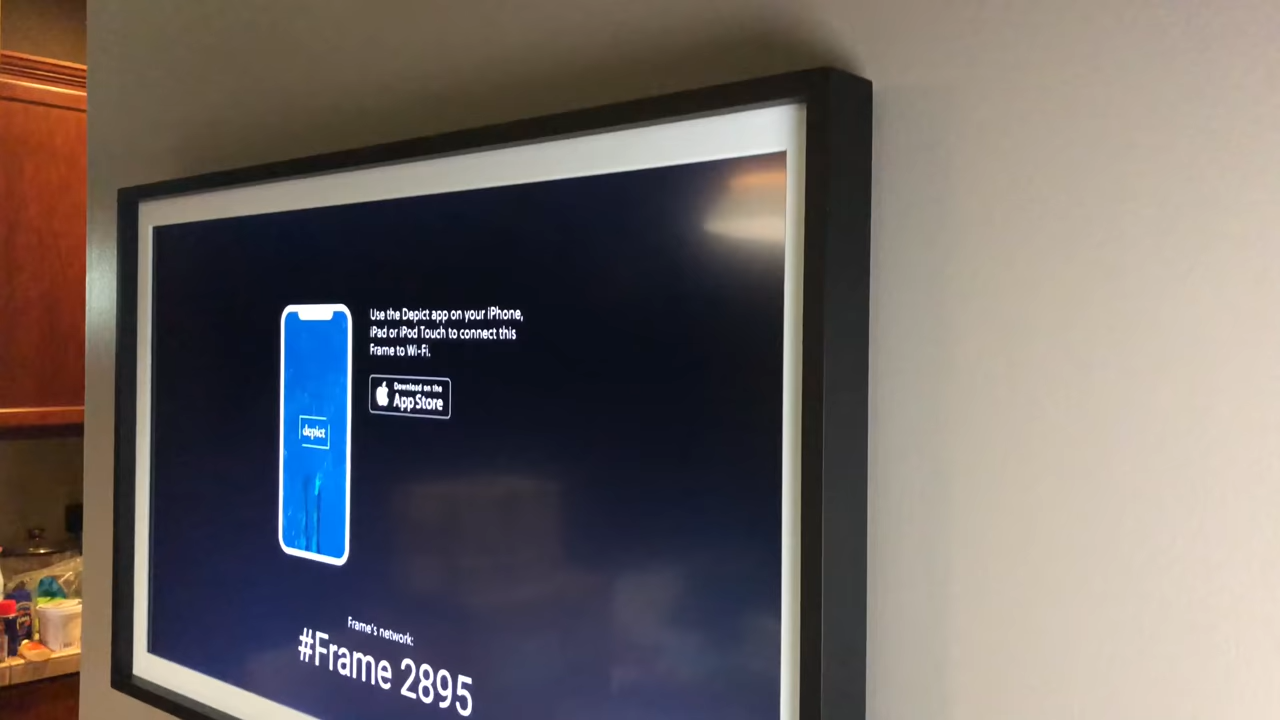 Use the Depict app on your iPhone,
iPad or iPod Touch to connect this
Frame to Wi-Fi.
Download on the
App Store
depict
Frame's network:
#Frame 2895